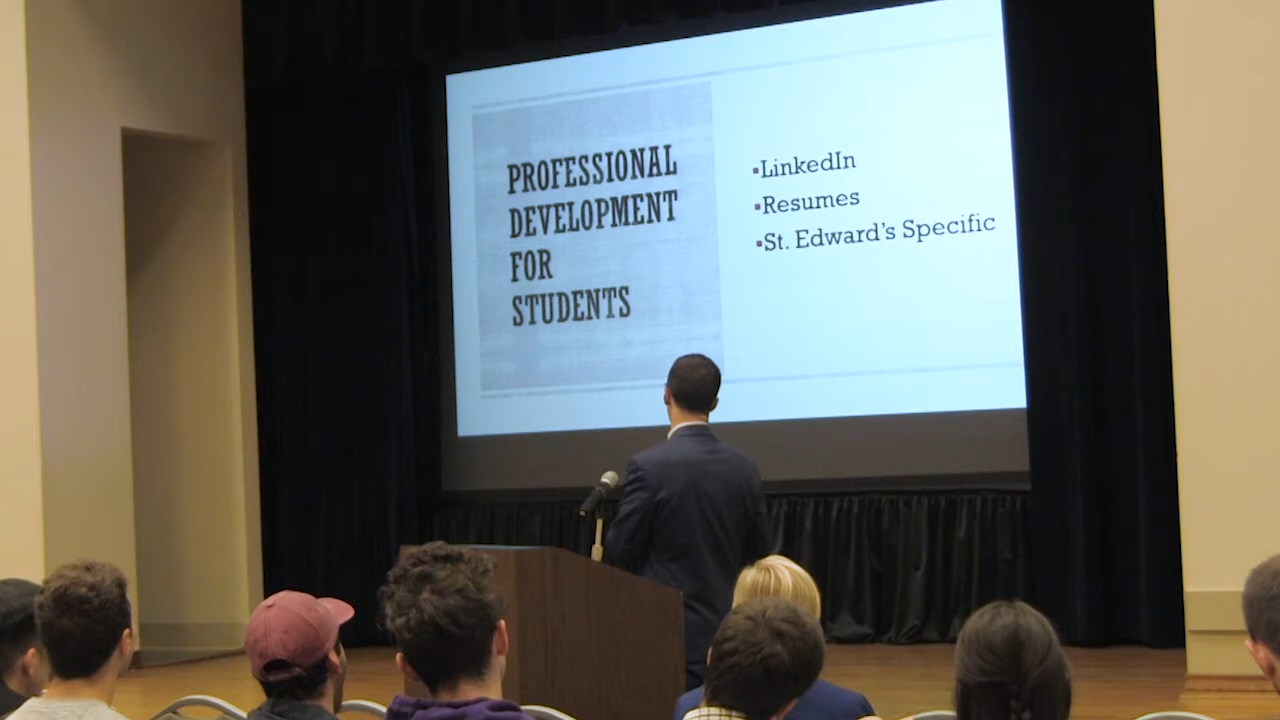 PROFESSIONAL
DEVELOPMENT
FOR
STUDENTS
▪LinkedIn
▪Resumes
▪St. Edward's Specific